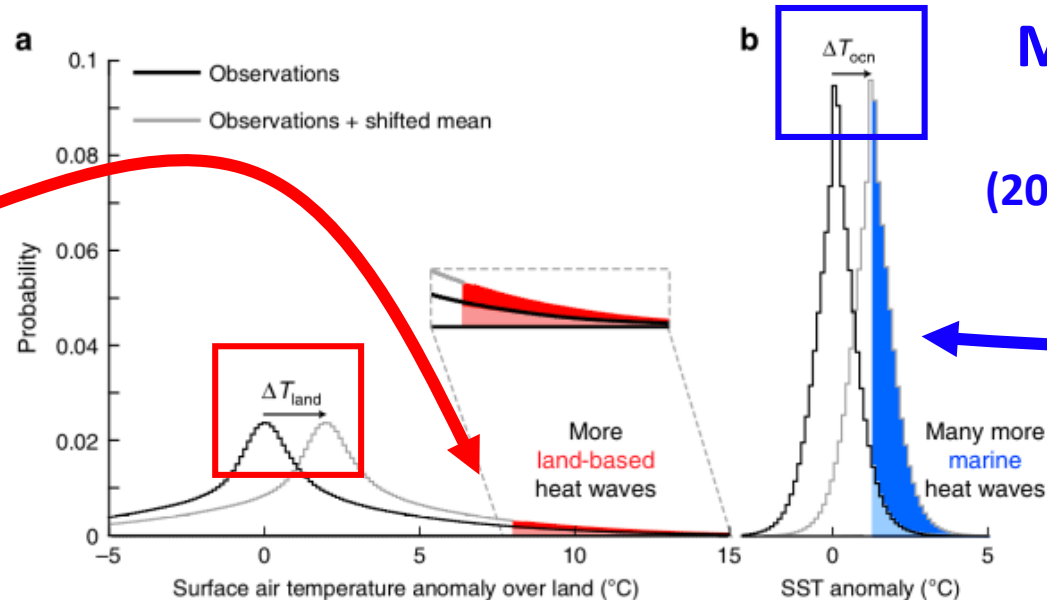 a
0.1
0.08
0.06
0.04
0.02
0
Probability
Observations
Observations + shifted mean
ΔT_land
More
land-based
heat waves
–5
0
5
10
15
Surface air temperature anomaly over land (°C)
b
ΔT_ocn
M
(20
Many more
marine
heat waves
0
5
SST anomaly (°C)